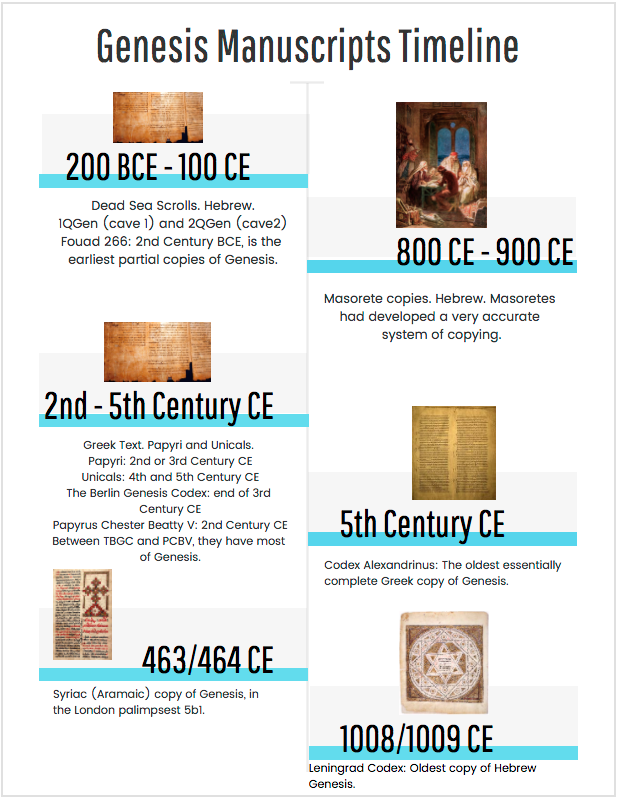 Genesis Manuscripts Timeline
200 BCE - 100 CE
Dead Sea Scrolls. Hebrew.
1QGen (cave 1) and 2QGen (cave2)
Fouad 266: 2nd Century BCE, is the
earliest partial copies of Genesis.
800 CE - 900 CE
Masorete copies. Hebrew. Masoretes
had developed a very accurate
system of copying.
2nd - 5th Century CE
Greek Text. Papyri and Unicals.
Papyri: 2nd or 3rd Century CE
Unicals: 4th and 5th Century CE
The Berlin Genesis Codex: end of 3rd
Century CE
Papyrus Chester Beatty V: 2nd Century CE
Between TBGC and PCBV, they have most
of Genesis.
5th Century CE
Codex Alexandrinus: The oldest essentially
complete Greek copy of Genesis.
463/464 CE
Syriac (Aramaic) copy of Genesis, in
the London palimpsest 5b1.
1008/1009 CE
Leningrad Codex: Oldest copy of Hebrew
Genesis.